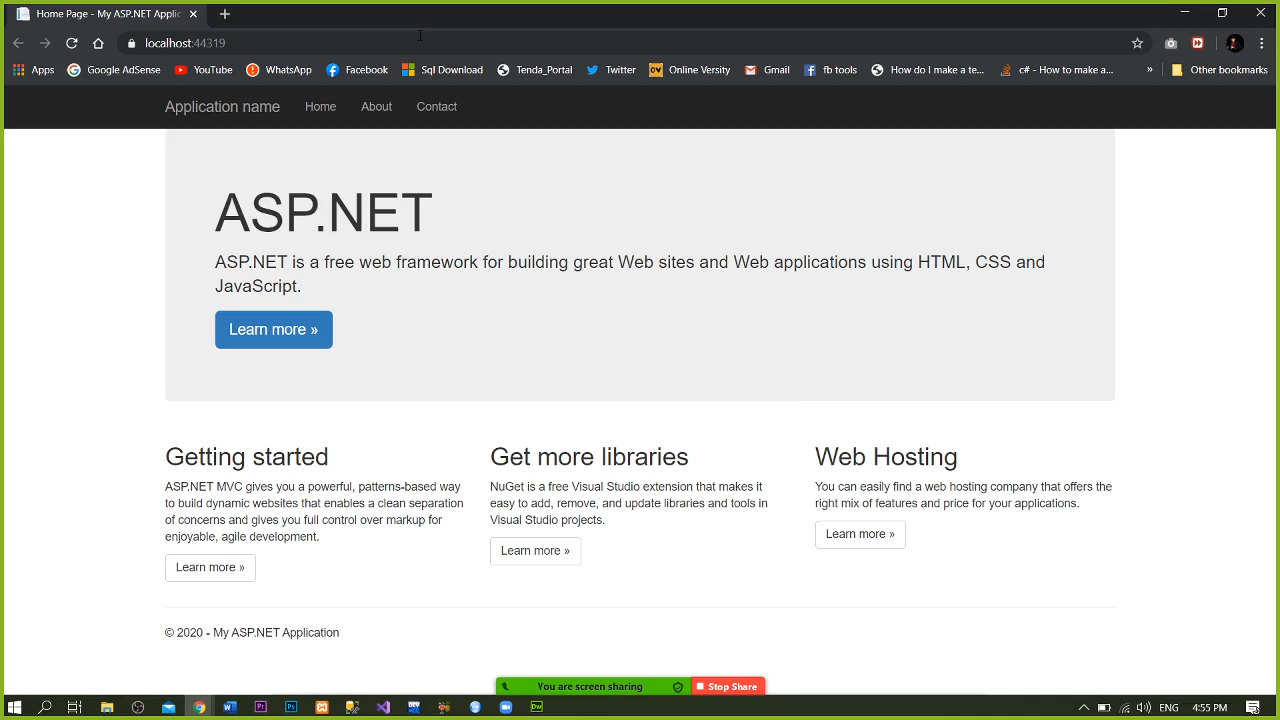 Home Page - My ASP.NET Applic
localhost:44319
Apps Google AdSense YouTube WhatsApp Facebook Sql Download Tenda_Portal Twitter Online Versity Gmail fb tools How do I make a te... c# - How to make a... » Other bookmarks
Application name Home About Contact
ASP.NET
ASP.NET is a free web framework for building great Web sites and Web applications using HTML, CSS and
JavaScript.
Learn more »
Getting started
ASP.NET MVC gives you a powerful, patterns-based way
to build dynamic websites that enables a clean separation
of concerns and gives you full control over markup for
enjoyable, agile development.
Learn more »
Get more libraries
NuGet is a free Visual Studio extension that makes it
easy to add, remove, and update libraries and tools in
Visual Studio projects.
Learn more »
Web Hosting
You can easily find a web hosting company that offers the
right mix of features and price for your applications.
Learn more »
© 2020 - My ASP.NET Application
You are screen sharing Stop Share
ENG 4:55 PM